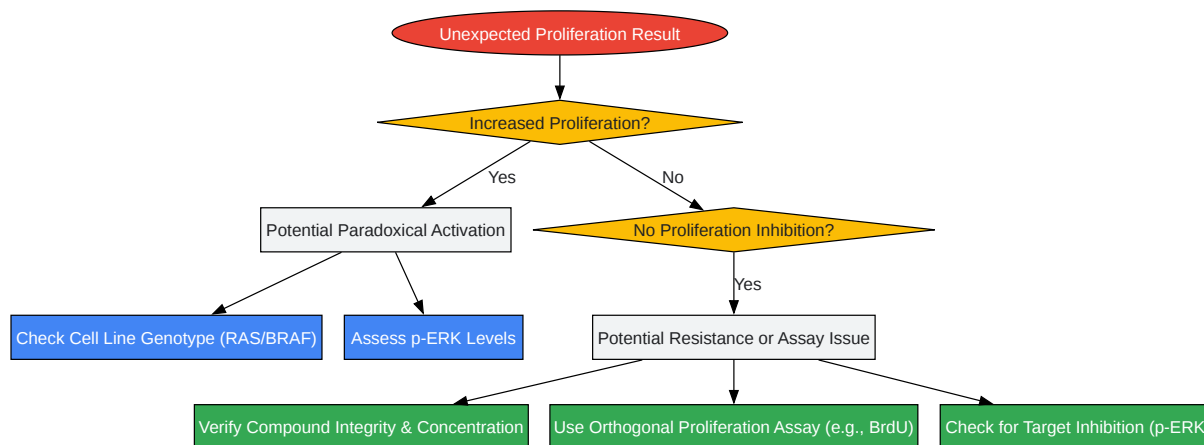 Unexpected Proliferation Result
Increased Proliferation?
Yes
No
Potential Paradoxical Activation
No Proliferation Inhibition?
Yes
Check Cell Line Genotype (RAS/BRAF)
Assess p-ERK Levels
Potential Resistance or Assay Issue
Verify Compound Integrity & Concentration
Use Orthogonal Proliferation Assay (e.g., BrdU)
Check for Target Inhibition (p-ERK